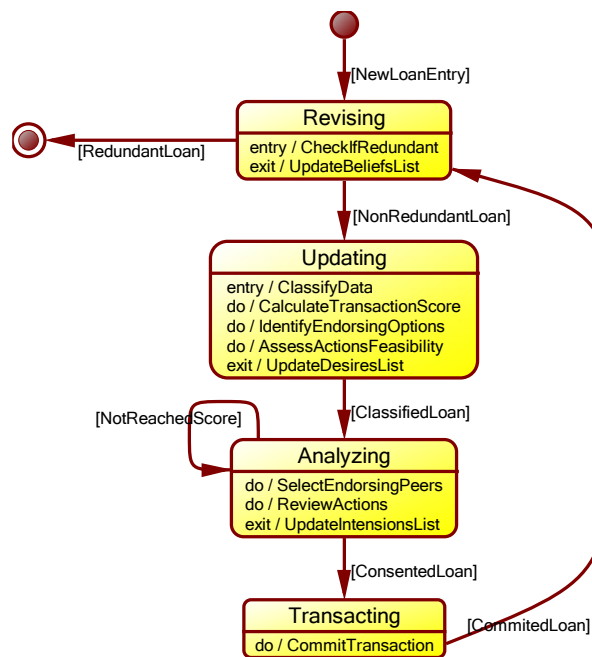 [NewLoanEntry]
Revising
entry / CheckIfRedundant
exit / UpdateBeliefsList
[RedundantLoan]
[NonRedundantLoan]
Updating
entry / ClassifyData
do / CalculateTransactionScore
do / IdentifyEndorsingOptions
do / AssessActionsFeasibility
exit / UpdateDesiresList
[ClassifiedLoan]
[NotReachedScore]
Analyzing
do / SelectEndorsingPeers
do / ReviewActions
exit / UpdateIntensionsList
[ConsentedLoan]
Transacting
do / CommitTransaction
[CommitedLoan]